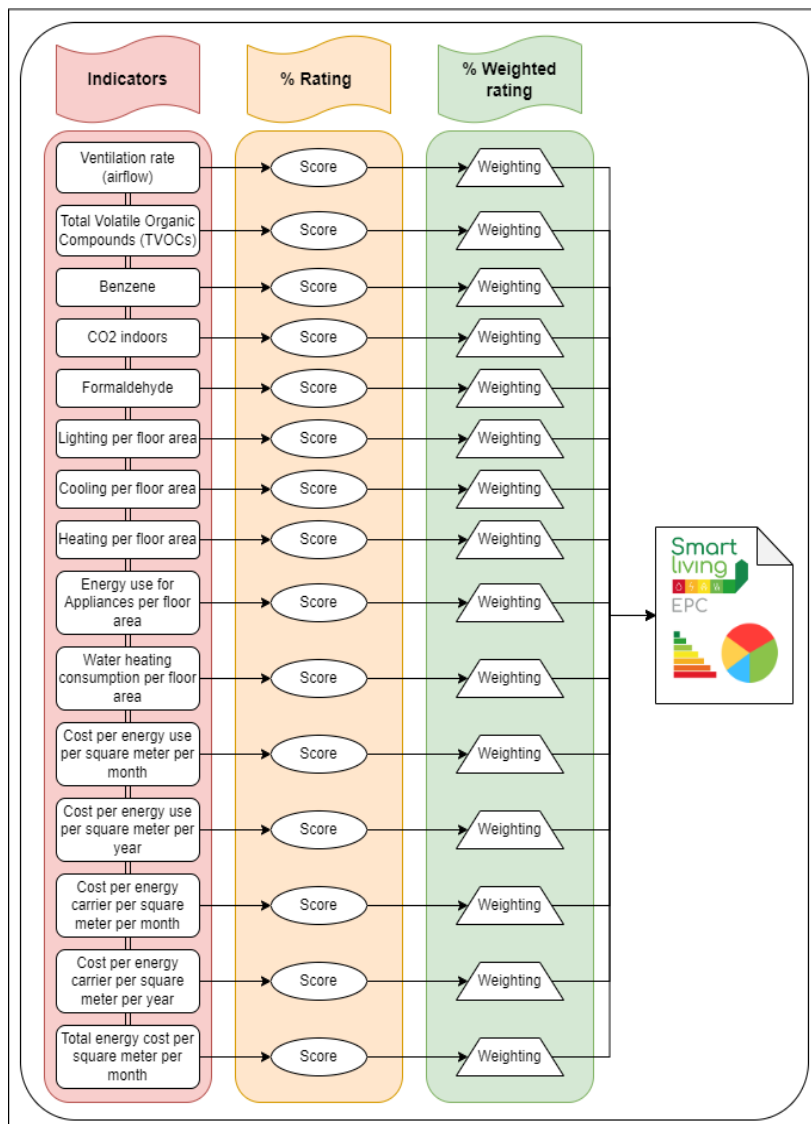 Indicators
% Rating
% Weighted
rating
Ventilation rate
(airflow)
Score
Weighting
Total Volatile Organic
Compounds (TVOCs)
Score
Weighting
Benzene
Score
Weighting
CO2 indoors
Score
Weighting
Formaldehyde
Score
Weighting
Lighting per floor area
Score
Weighting
Cooling per floor area
Score
Weighting
Heating per floor area
Score
Weighting
Energy use for
Appliances per floor
area
Score
Weighting
Water heating
consumption per floor
area
Score
Weighting
Cost per energy use
per square meter per
month
Score
Weighting
Cost per energy use
per square meter per
year
Score
Weighting
Cost per energy
carrier per square
meter per month
Score
Weighting
Cost per energy
carrier per square
meter per year
Score
Weighting
Total energy cost per
square meter per
month
Score
Weighting
Smart
living
EPC